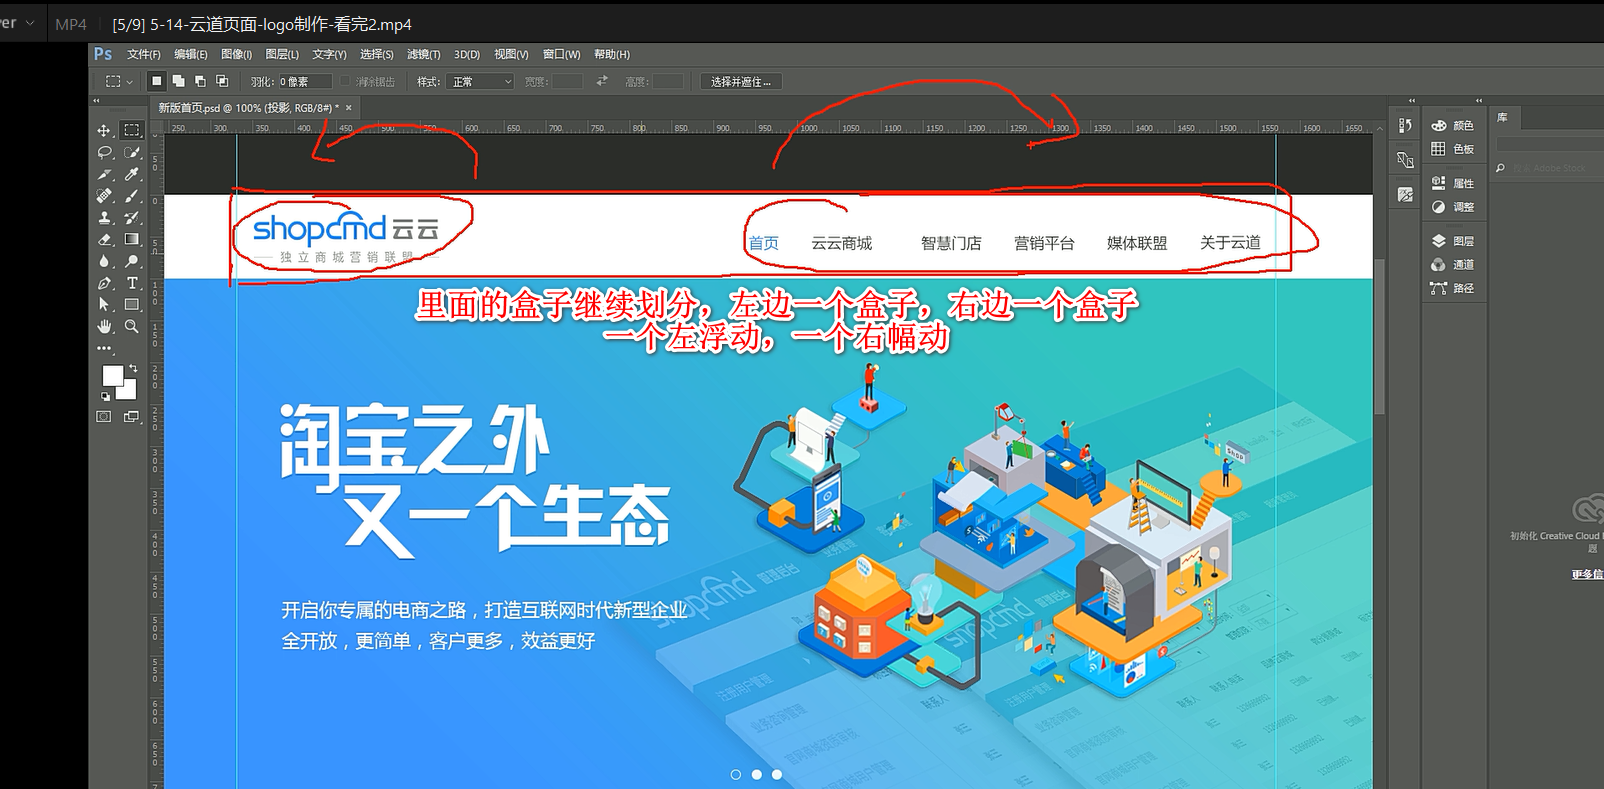 er
MP4
[5/9] 5-14-云道页面-logo制作-看完2.mp4
Ps 文件(F) 编辑(E) 图像(I) 图层(L) 文字(Y) 选择(S) 滤镜(T) 3D(D) 视图(V) 窗口(W) 帮助(H)
羽化: 0 像素 消除锯齿 样式: 正常 宽度: 高度: 选择并遮住...
新版首页.psd @ 100% (投影, RGB/8#) * ×
250 300 350 400 450 500 550 600 650 700 750 800 850 900 950 1000 1050 1100 1150 1200 1250 1300 1350 1400 1450 1500 1550 1600 1650
颜色
色板
属性
调整
图层
通道
路径
库
搜索 Adobe Stock
初始化 Creative Cloud
题
更多信
shopcmd 云云
独立商城营销联盟
首页 云云商城 智慧门店 营销平台 媒体联盟 关于云道
里面的盒子继续划分，左边一个盒子，右边一个盒子
一个左浮动，一个右幅动
淘宝之外
又一个生态
开启你专属的电商之路，打造互联网时代新型企业
全开放，更简单，客户更多，效益更好